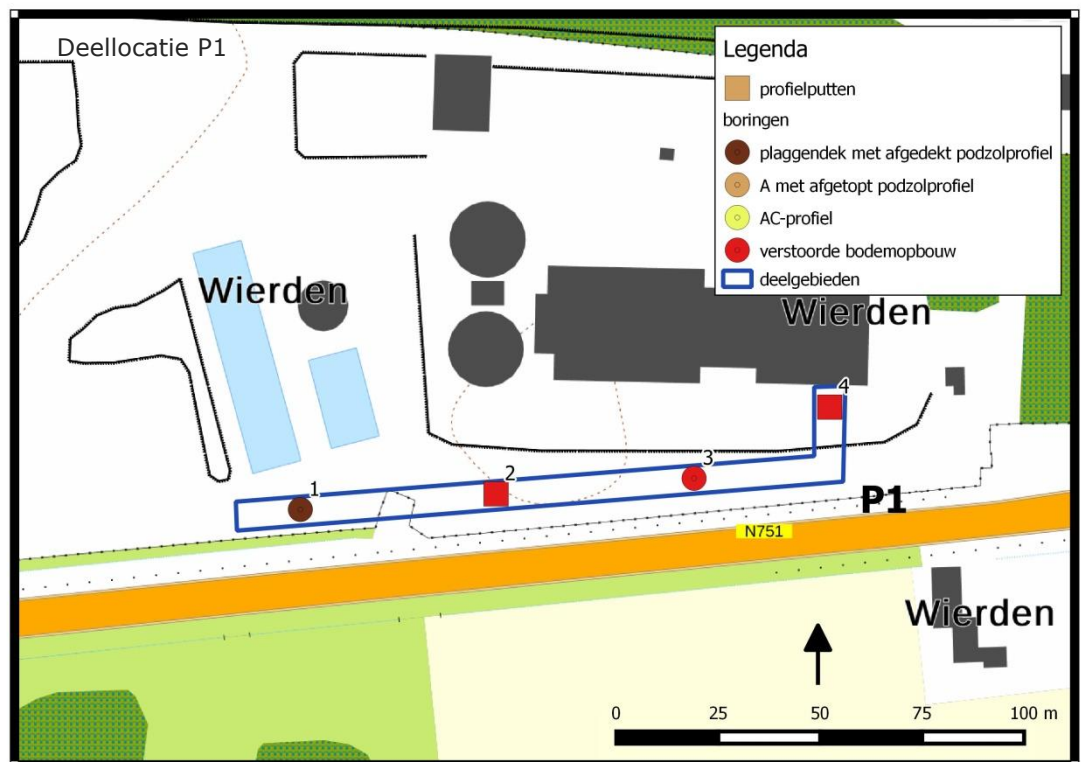 Deellocatie P1
Legenda
profielputten
boringen
plaggendek met afgedekt podzolprofiel
A met afgetopt podzolprofiel
AC-profiel
verstoorde bodemopbouw
deelgebieden
Wierden
Wierden
4
3
2
1
P1
N751
Wierden
0 25 50 75 100 m